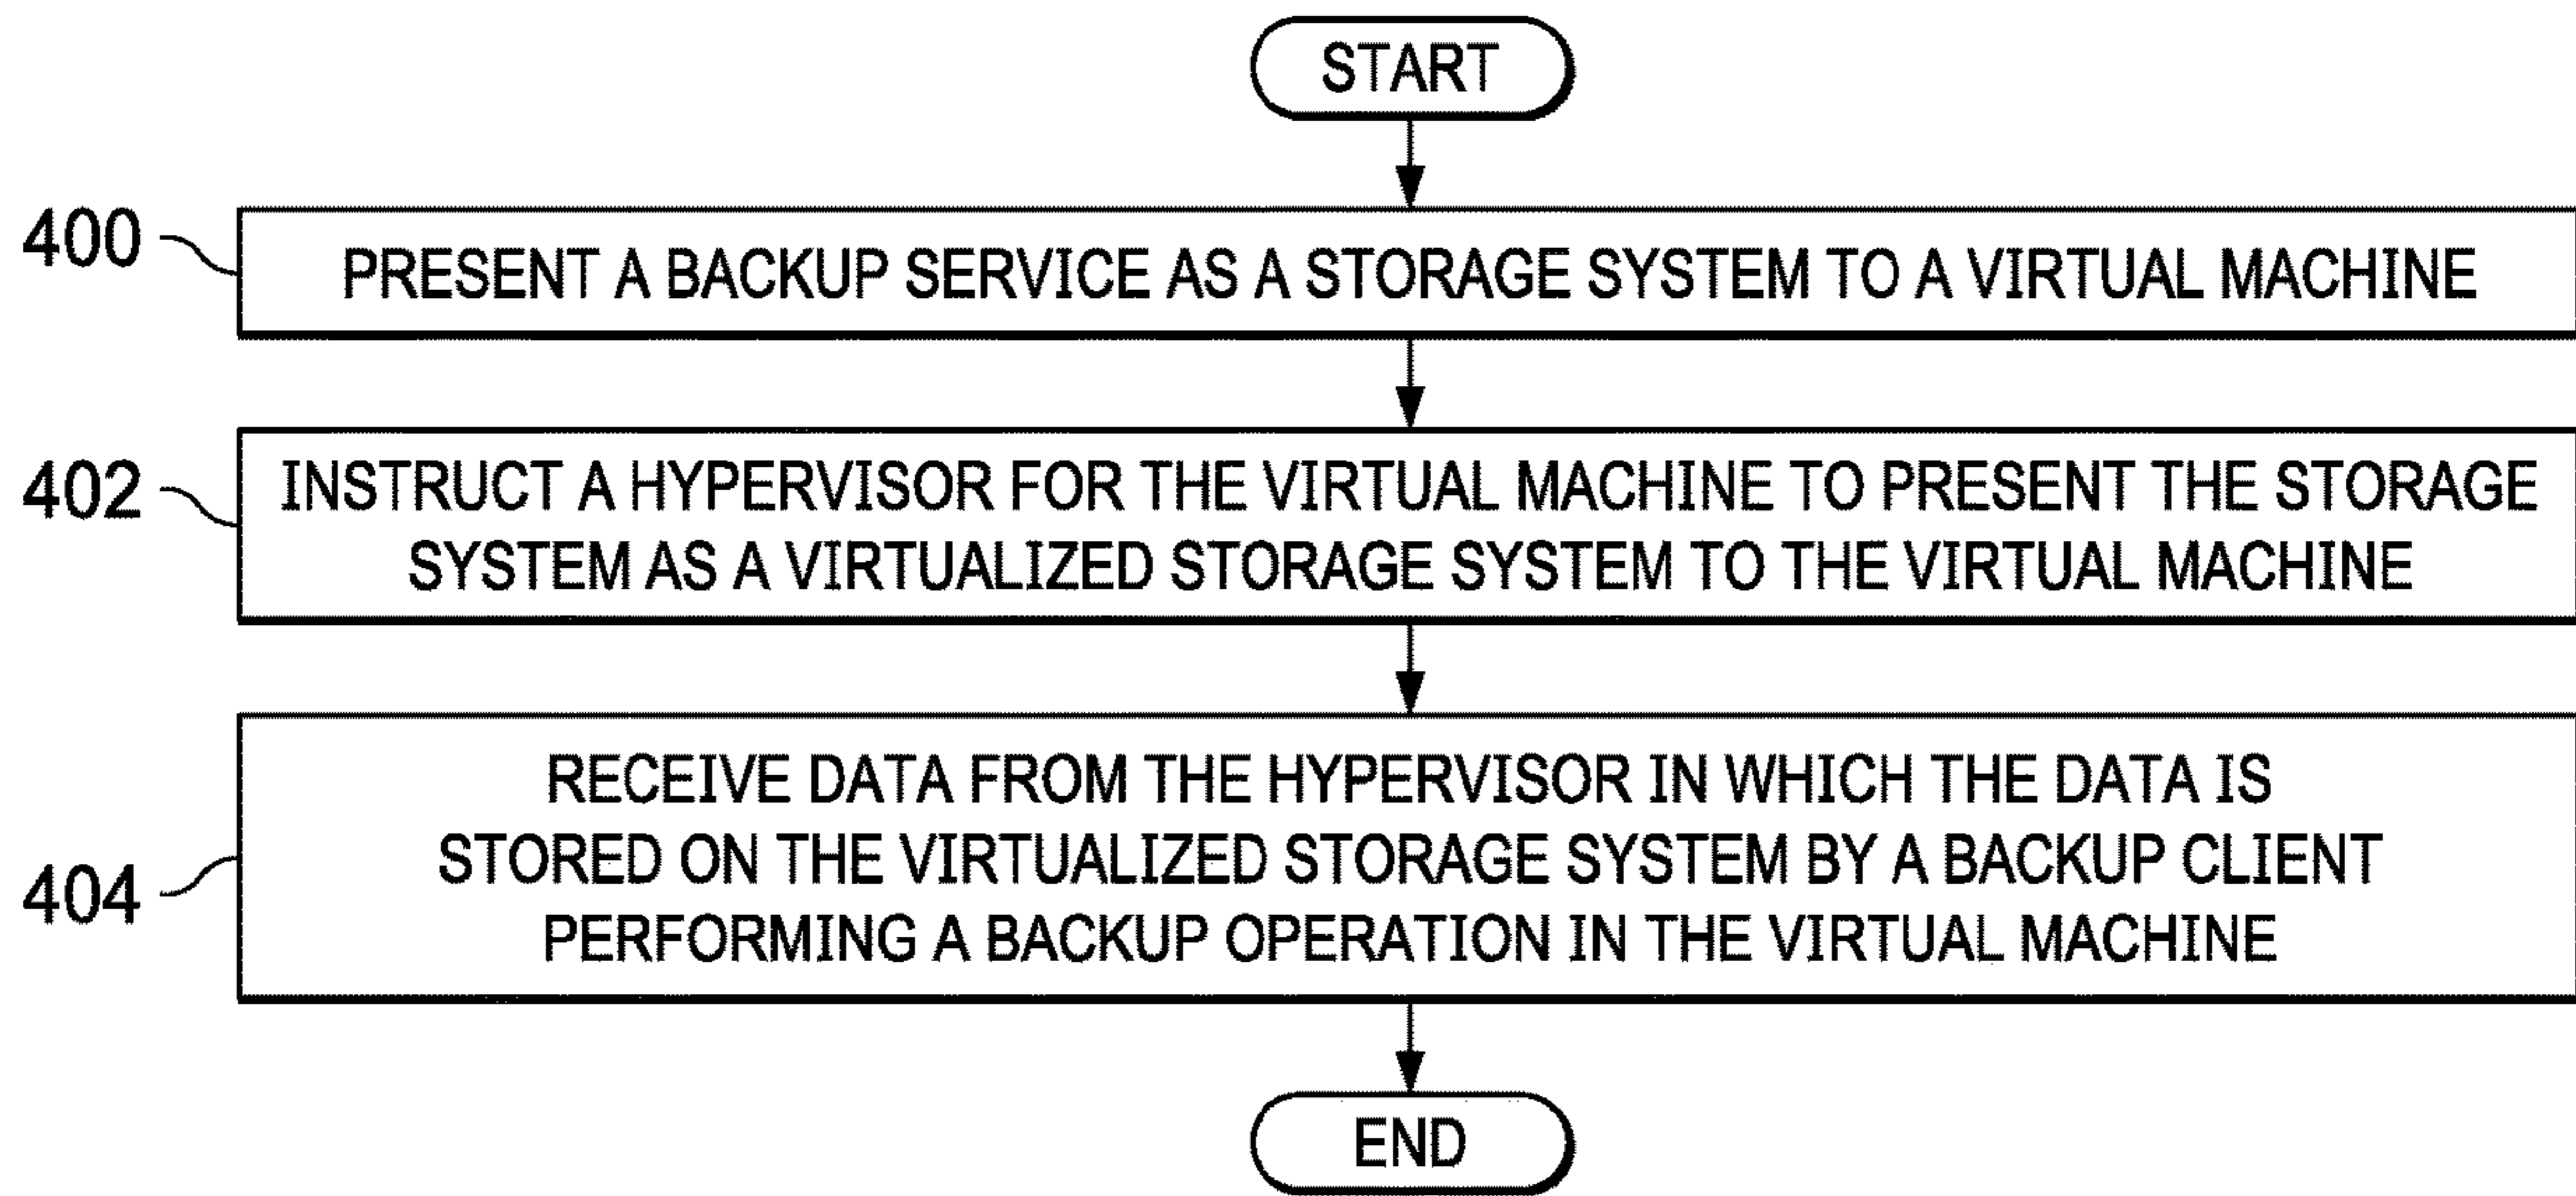 START
400
PRESENT A BACKUP SERVICE AS A STORAGE SYSTEM TO A VIRTUAL MACHINE
402
INSTRUCT A HYPERVISOR FOR THE VIRTUAL MACHINE TO PRESENT THE STORAGE
SYSTEM AS A VIRTUALIZED STORAGE SYSTEM TO THE VIRTUAL MACHINE
404
RECEIVE DATA FROM THE HYPERVISOR IN WHICH THE DATA IS
STORED ON THE VIRTUALIZED STORAGE SYSTEM BY A BACKUP CLIENT
PERFORMING A BACKUP OPERATION IN THE VIRTUAL MACHINE
END